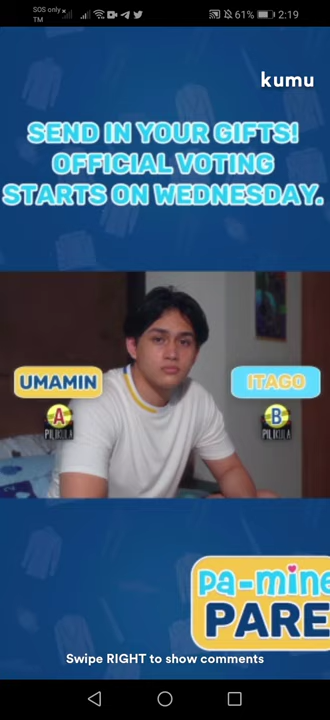 SOS only
TM
61% 2:19
kumu
SEND IN YOUR GIFTS!
OFFICIAL VOTING
STARTS ON WEDNESDAY.
UMAMIN
ITAGO
A
B
PILIKULA
PILIKULA
pa-mine
PARE
Swipe RIGHT to show comments